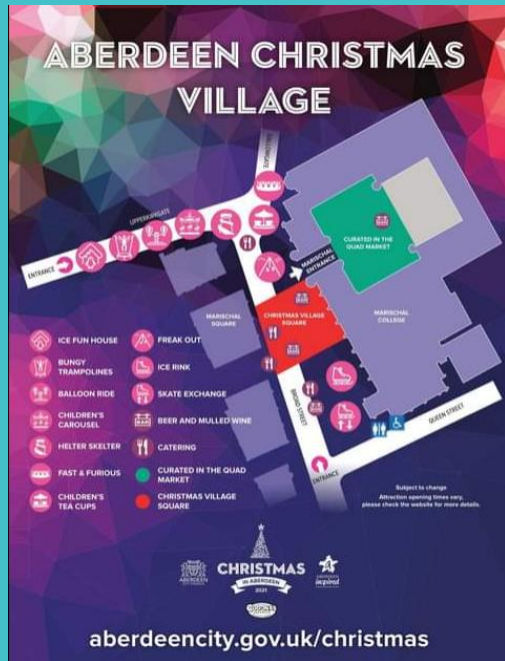 ABERDEEN CHRISTMAS
VILLAGE
GALLOWGATE
UPPERKIRKGATE
ENTRANCE
MARISCHAL
ENTRANCE
CURATED IN THE
QUAD MARKET
MARISCHAL
SQUARE
CHRISTMAS VILLAGE
SQUARE
MARISCHAL
COLLEGE
BROAD STREET
QUEEN STREET
ENTRANCE
ICE FUN HOUSE
BUNGY
TRAMPOLINES
BALLOON RIDE
CHILDREN'S
CAROUSEL
HELTER SKELTER
FAST & FURIOUS
CHILDREN'S
TEA CUPS
FREAK OUT
ICE RINK
SKATE EXCHANGE
BEER AND MULLED WINE
CATERING
CURATED IN THE QUAD
MARKET
CHRISTMAS VILLAGE
SQUARE
Subject to change
Attraction opening times vary,
please check the website for more details.
ABERDEEN
CHRISTMAS
IN ABERDEEN
2021
inspired
aberdeencity.gov.uk/christmas